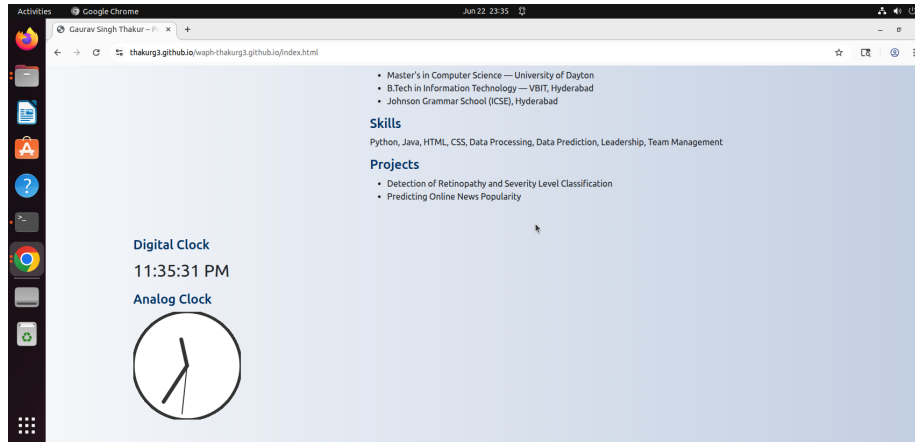 Activities
Google Chrome
Jun 22 23:35
Gaurav Singh Thakur – P
thakurg3.github.io/waph-thakurg3.github.io/index.html
• Master's in Computer Science — University of Dayton
• B.Tech in Information Technology — VBIT, Hyderabad
• Johnson Grammar School (ICSE), Hyderabad
Skills
Python, Java, HTML, CSS, Data Processing, Data Prediction, Leadership, Team Management
Projects
• Detection of Retinopathy and Severity Level Classification
• Predicting Online News Popularity
Digital Clock
11:35:31 PM
Analog Clock